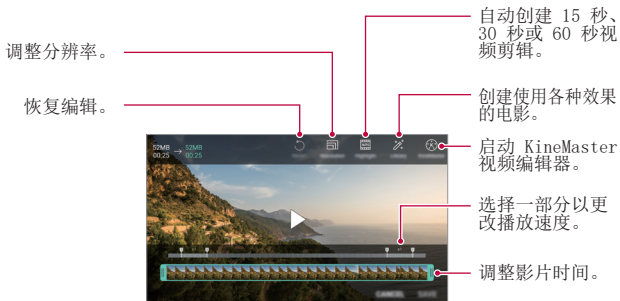 调整分辨率。
恢复编辑。
自动创建 15 秒、
30 秒或 60 秒视
频剪辑。
创建使用各种效果
的电影。
启动 KineMaster
视频编辑器。
选择一部分以更
改播放速度。
调整影片时间。
52MB → 52MB
00:25 00:25
CANCEL SAVE